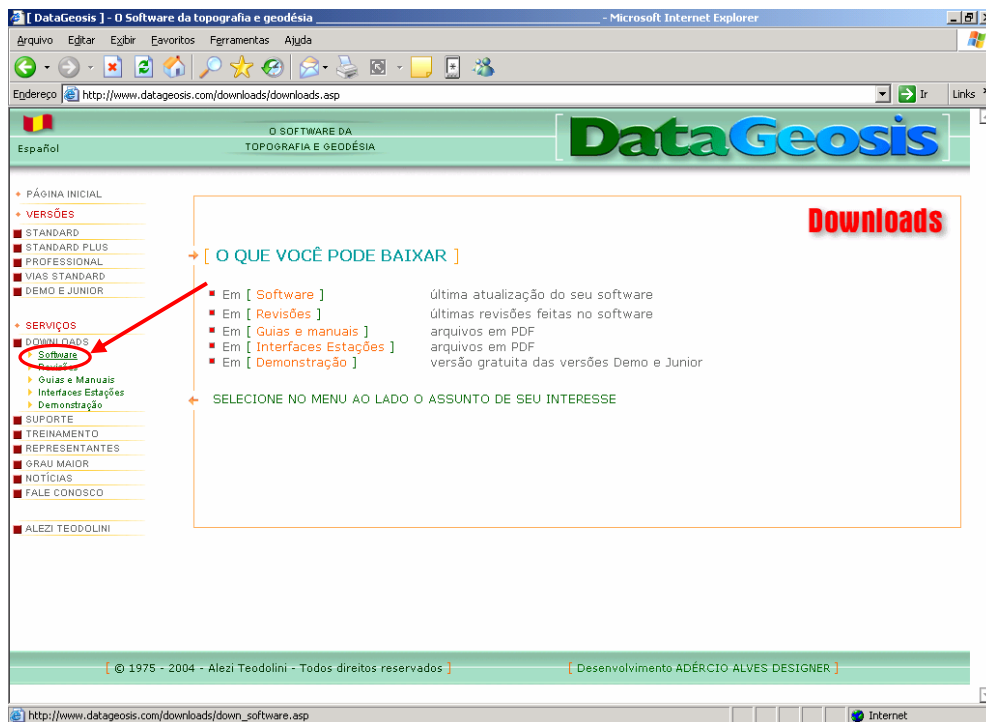 [ DataGeosis ] - O Software da topografia e geodésia - Microsoft Internet Explorer
Arquivo Editar Exibir Favoritos Ferramentas Ajuda
Endereço http://www.datageosis.com/downloads/downloads.asp Ir Links
Español
O SOFTWARE DA
TOPOGRAFIA E GEODÉSIA
[DataGeosis]
PÁGINA INICIAL
VERSÕES
STANDARD
STANDARD PLUS
PROFESSIONAL
VIAS STANDARD
DEMO E JUNIOR
SERVIÇOS
DOWNLOADS
Software
Revisões
Guias e Manuais
Interfaces Estações
Demonstração
SUPORTE
TREINAMENTO
REPRESENTANTES
GRAU MAIOR
NOTÍCIAS
FALE CONOSCO
ALEZI TEODOLINI
Downloads
[ O QUE VOCÊ PODE BAIXAR ]
Em [ Software ] última atualização do seu software
Em [ Revisões ] últimas revisões feitas no software
Em [ Guias e manuais ] arquivos em PDF
Em [ Interfaces Estações ] arquivos em PDF
Em [ Demonstração ] versão gratuita das versões Demo e Junior
SELECIONE NO MENU AO LADO O ASSUNTO DE SEU INTERESSE
[ © 1975 - 2004 - Alezi Teodolini - Todos direitos reservados ] [ Desenvolvimento ADÉRCIO ALVES DESIGNER ]
http://www.datageosis.com/downloads/down_software.asp Internet